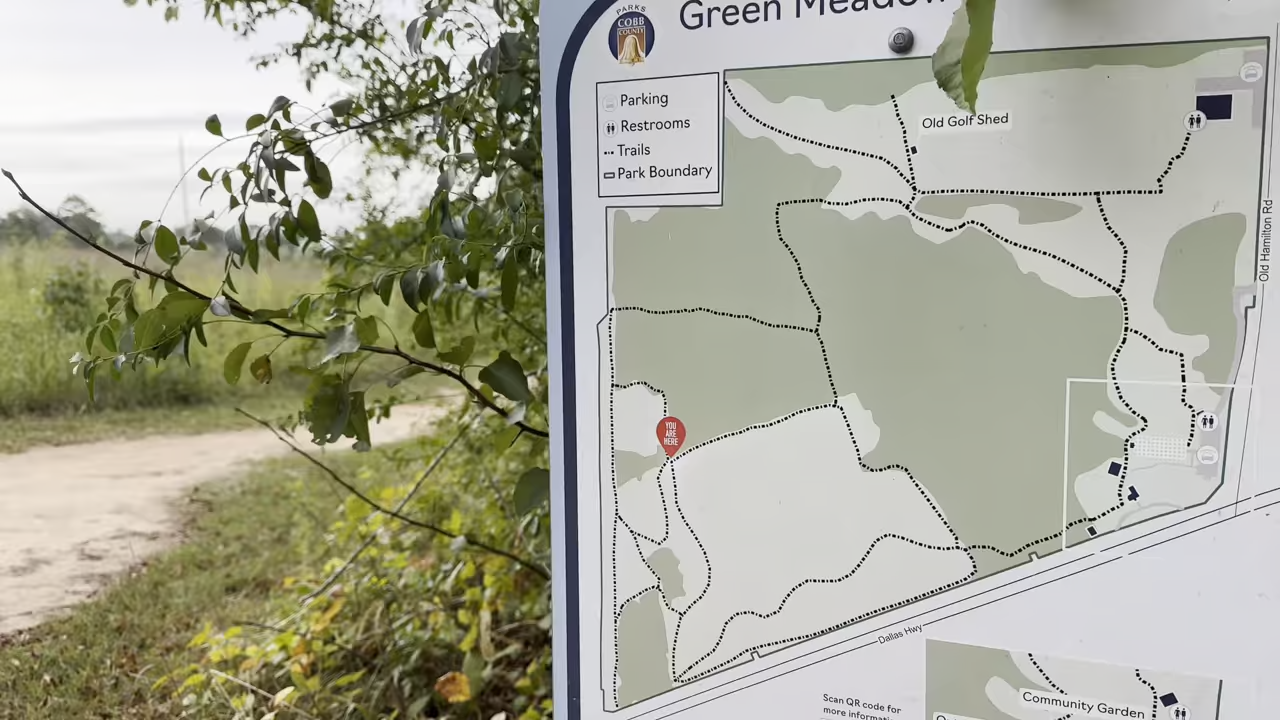 PARKS
COBB
COUNTY
Green Meadow
Parking
Restrooms
Trails
Park Boundary
Old Golf Shed
Old Hamilton Rd
YOU
ARE
HERE
Dallas Hwy
Scan QR code for
more
Community Garden